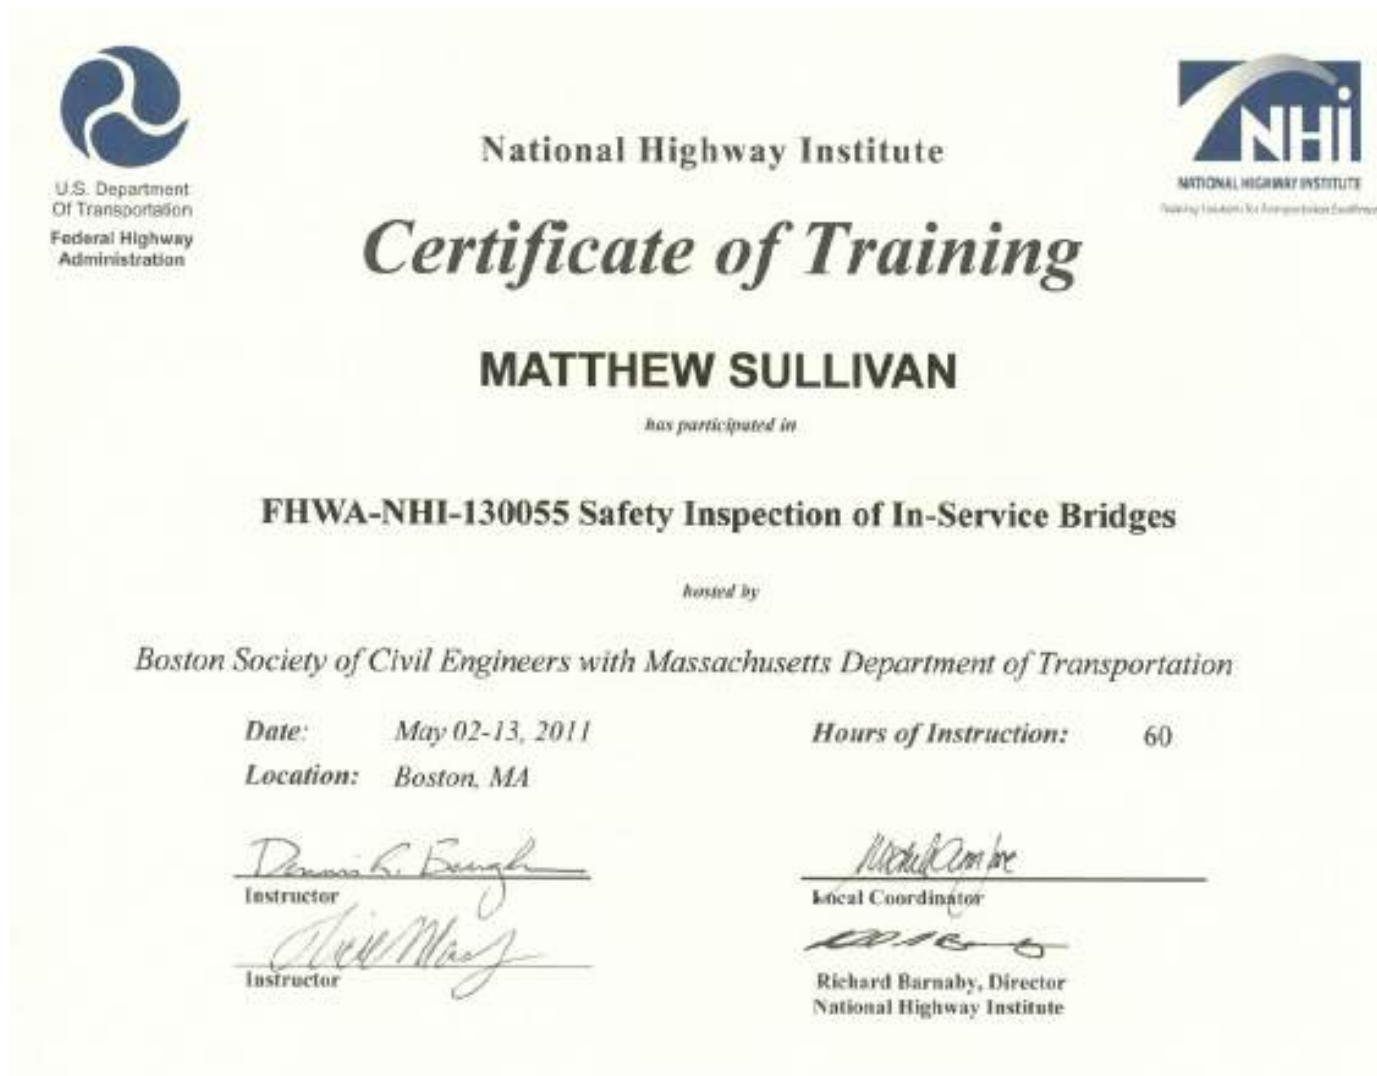 U.S. Department
Of Transportation
Federal Highway
Administration
NHi
NATIONAL HIGHWAY INSTITUTE
National Highway Institute
Certificate of Training
MATTHEW SULLIVAN
has participated in
FHWA-NHI-130055 Safety Inspection of In-Service Bridges
hosted by
Boston Society of Civil Engineers with Massachusetts Department of Transportation
Date: May 02-13, 2011
Hours of Instruction: 60
Location: Boston, MA
Dennis
Instructor
Local Coordinator
Instructor
Richard Barnaby, Director
National Highway Institute